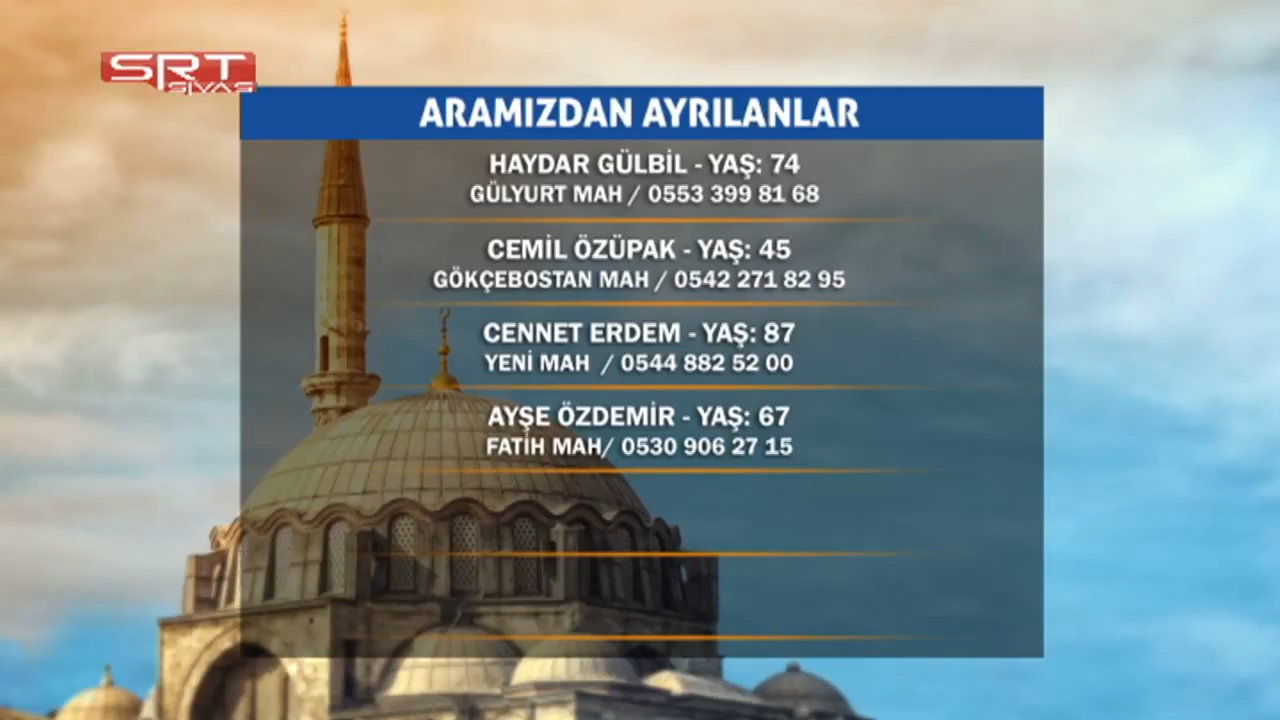 SRT
SİVAS
ARAMIZDAN AYRILANLAR
HAYDAR GÜLBİL - YAŞ: 74
GÜLYURT MAH / 0553 399 81 68
CEMİL ÖZÜPAK - YAŞ: 45
GÖKÇEBOSTAN MAH / 0542 271 82 95
CENNET ERDEM - YAŞ: 87
YENİ MAH / 0544 882 52 00
AYŞE ÖZDEMİR - YAŞ: 67
FATİH MAH/ 0530 906 27 15